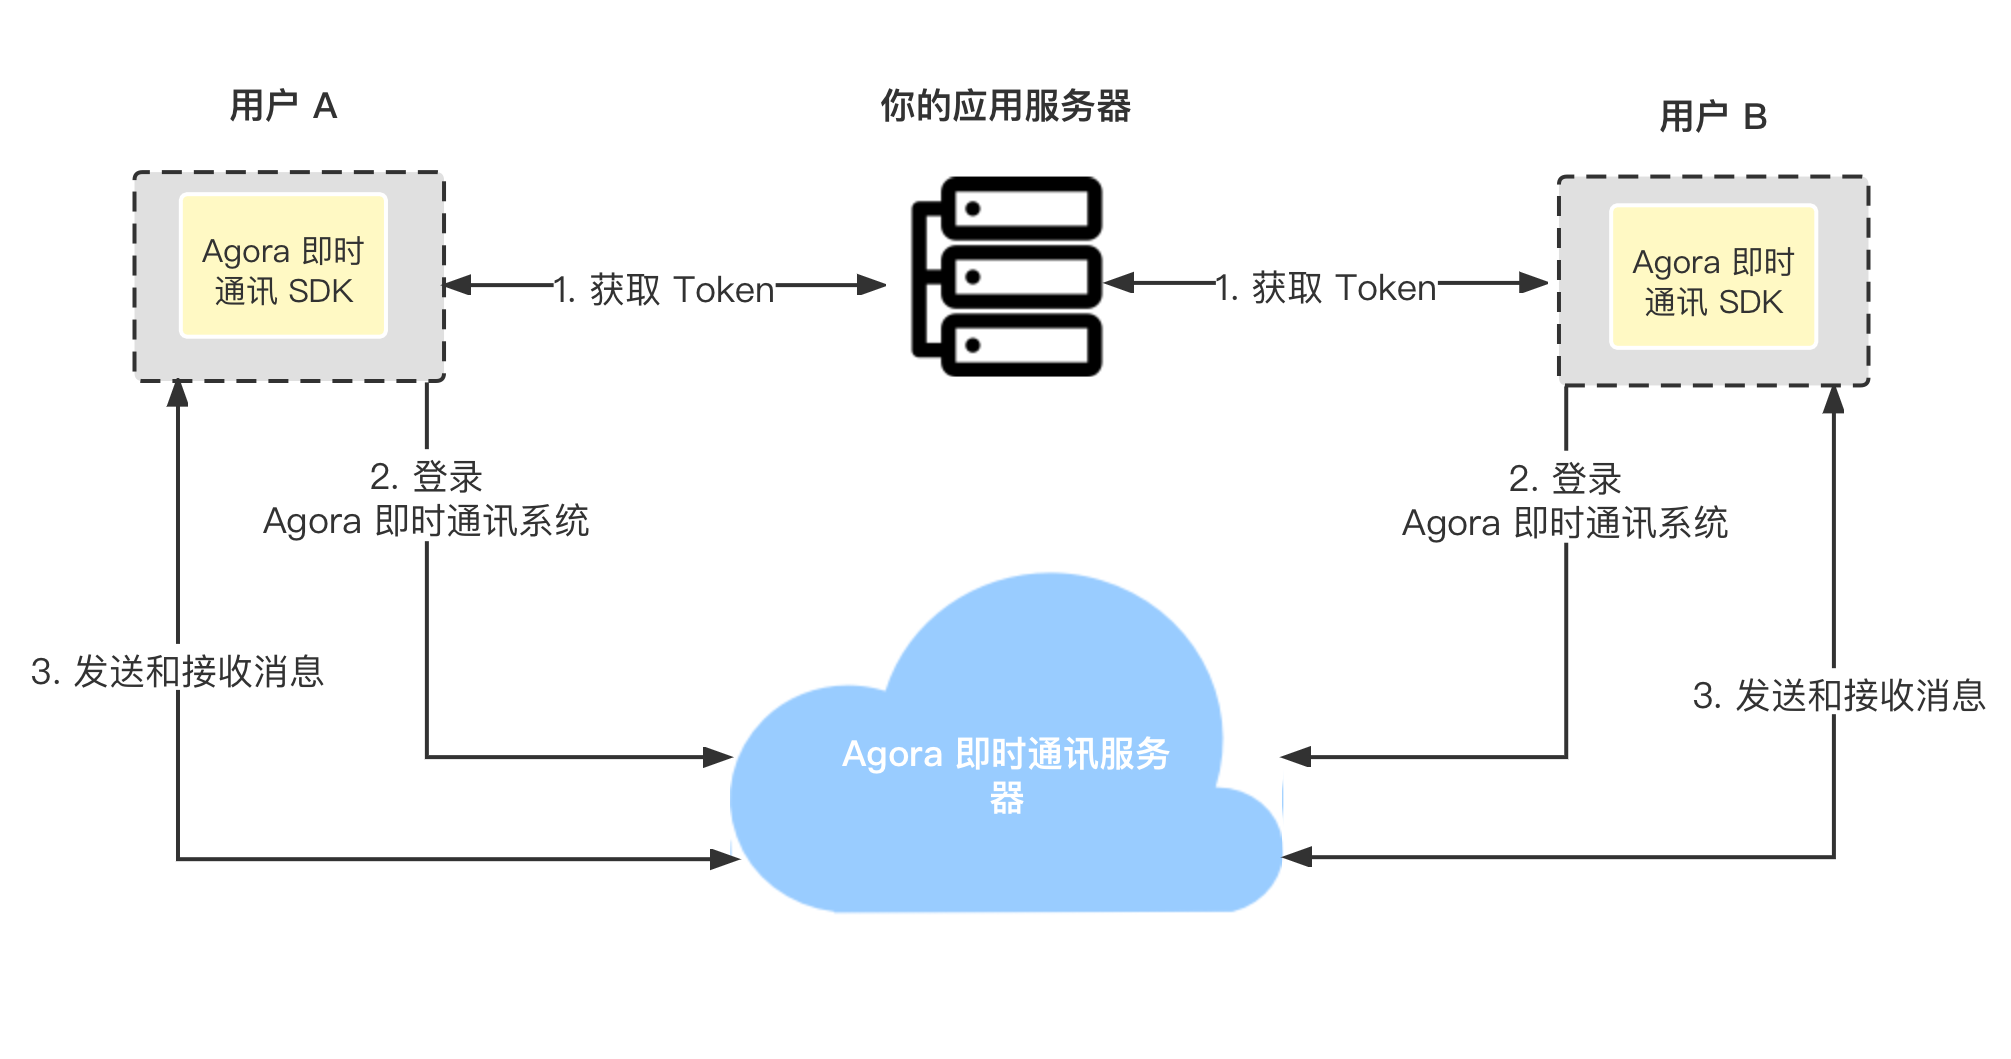 用户 A
你的应用服务器
用户 B
Agora 即时
通讯 SDK
1. 获取 Token
1. 获取 Token
Agora 即时
通讯 SDK
2. 登录
Agora 即时通讯系统
2. 登录
Agora 即时通讯系统
3. 发送和接收消息
3. 发送和接收消息
Agora 即时通讯服务
器